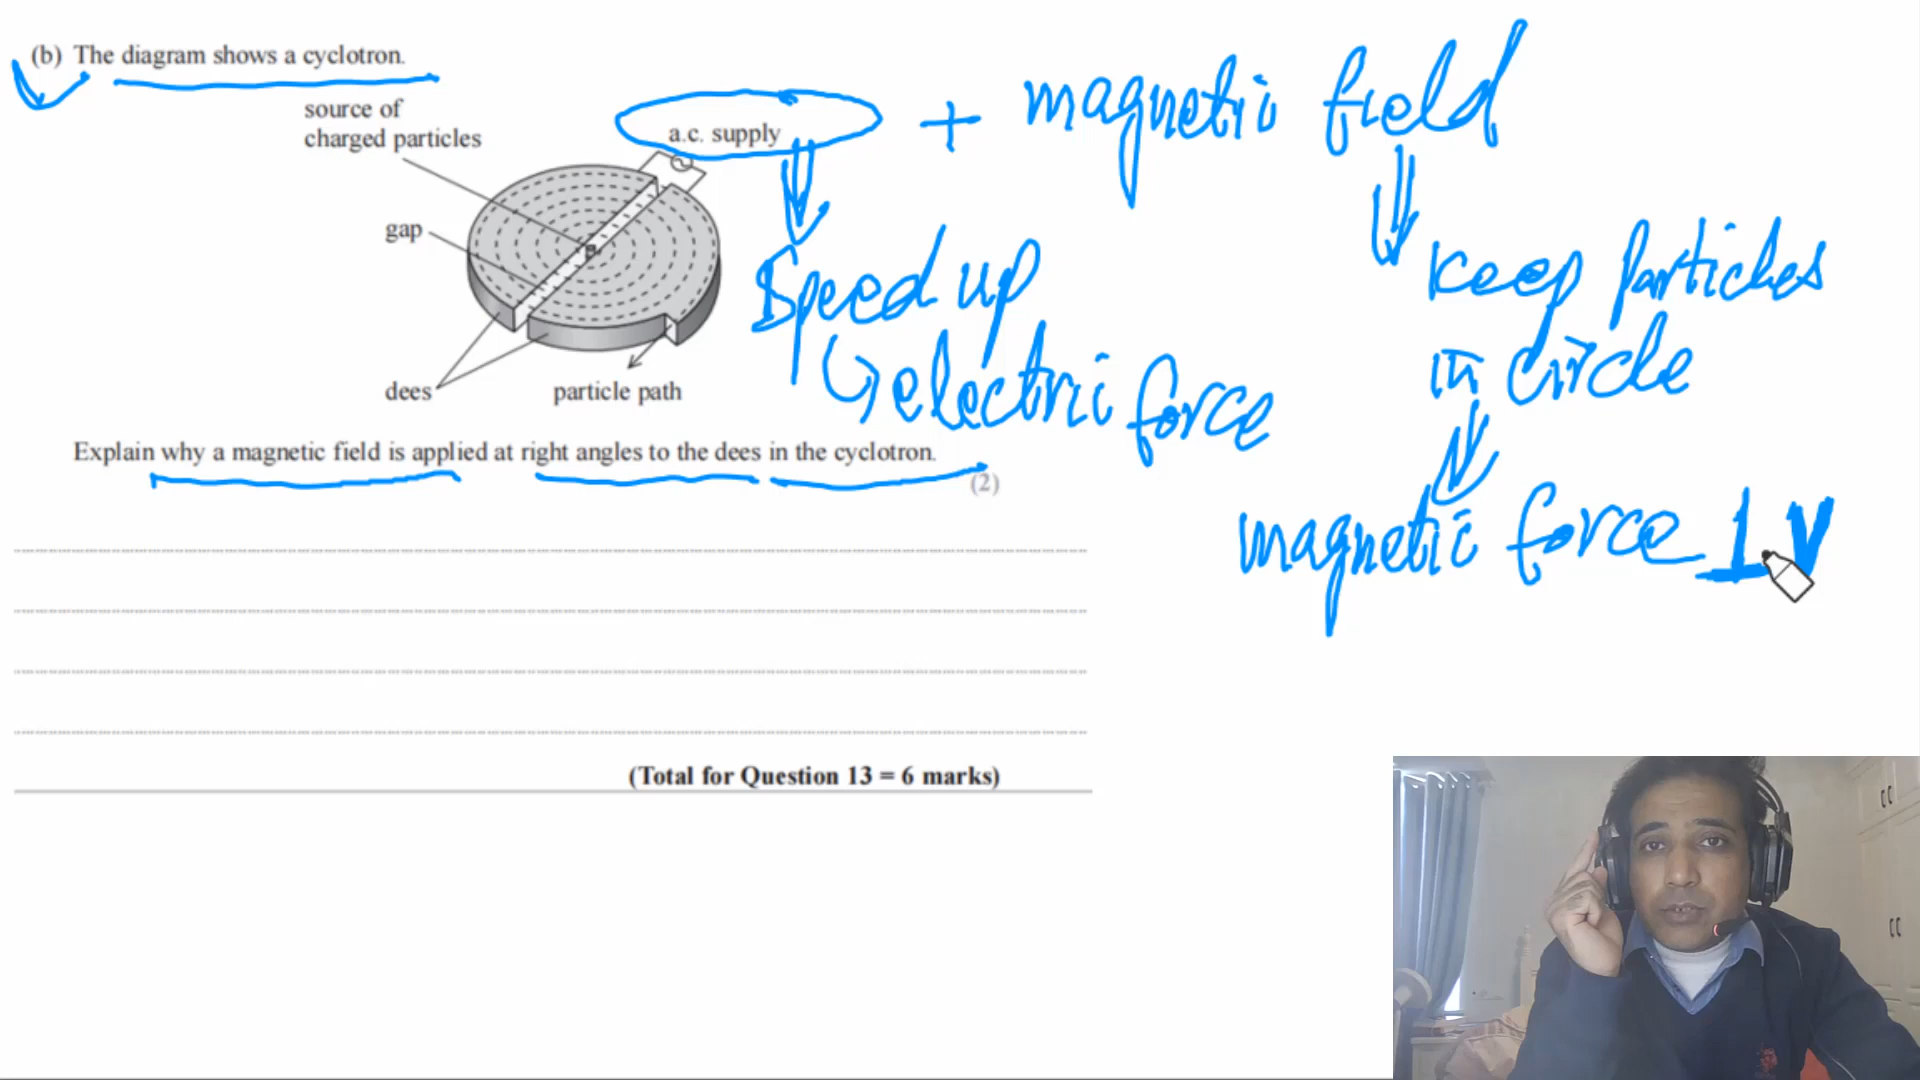 (b) The diagram shows a cyclotron.
source of
charged particles
a.c. supply
gap
dees
particle path
+ magnetic field
Speed up
↳ electric force
Keep particles
in circle
magnetic force ⊥ V
Explain why a magnetic field is applied at right angles to the dees in the cyclotron.
(2)
(Total for Question 13 = 6 marks)